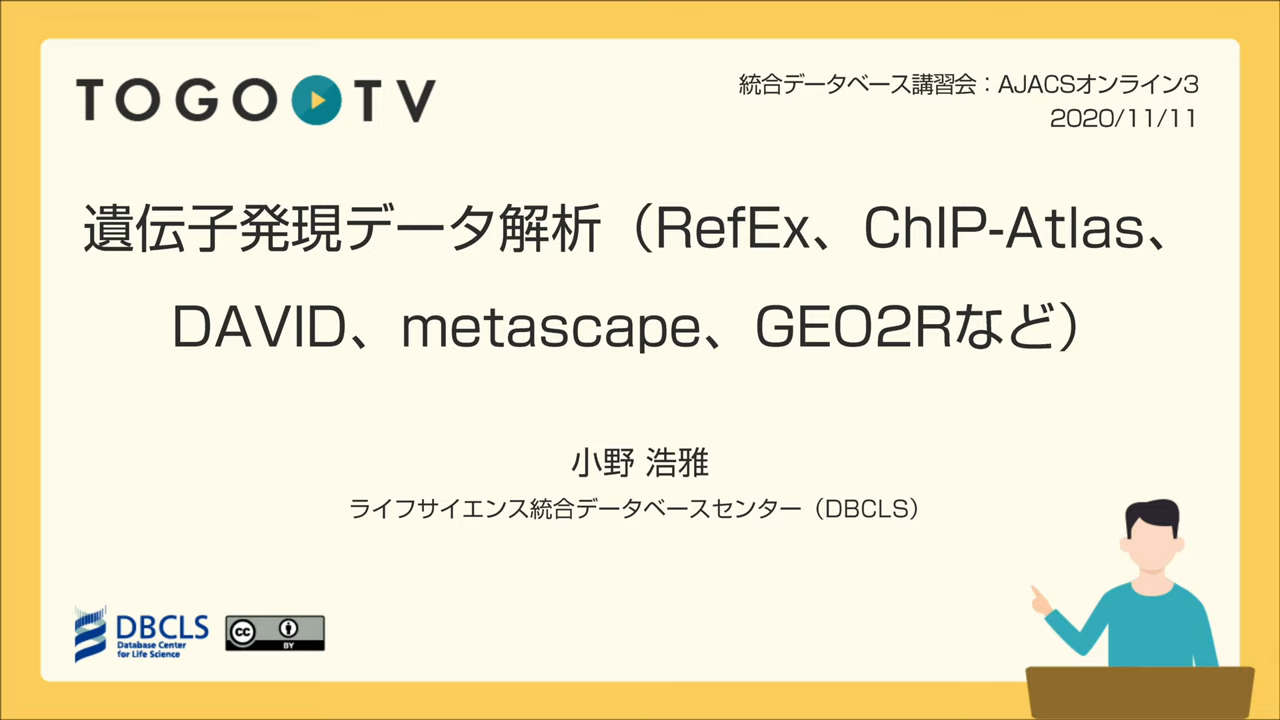 TOGO TV
統合データベース講習会：AJACSオンライン3
2020/11/11
遺伝子発現データ解析（RefEx、ChIP-Atlas、
DAVID、metascape、GEO2Rなど）
小野 浩雅
ライフサイエンス統合データベースセンター（DBCLS）
DBCLS
Database Center
for Life Science
cc
BY